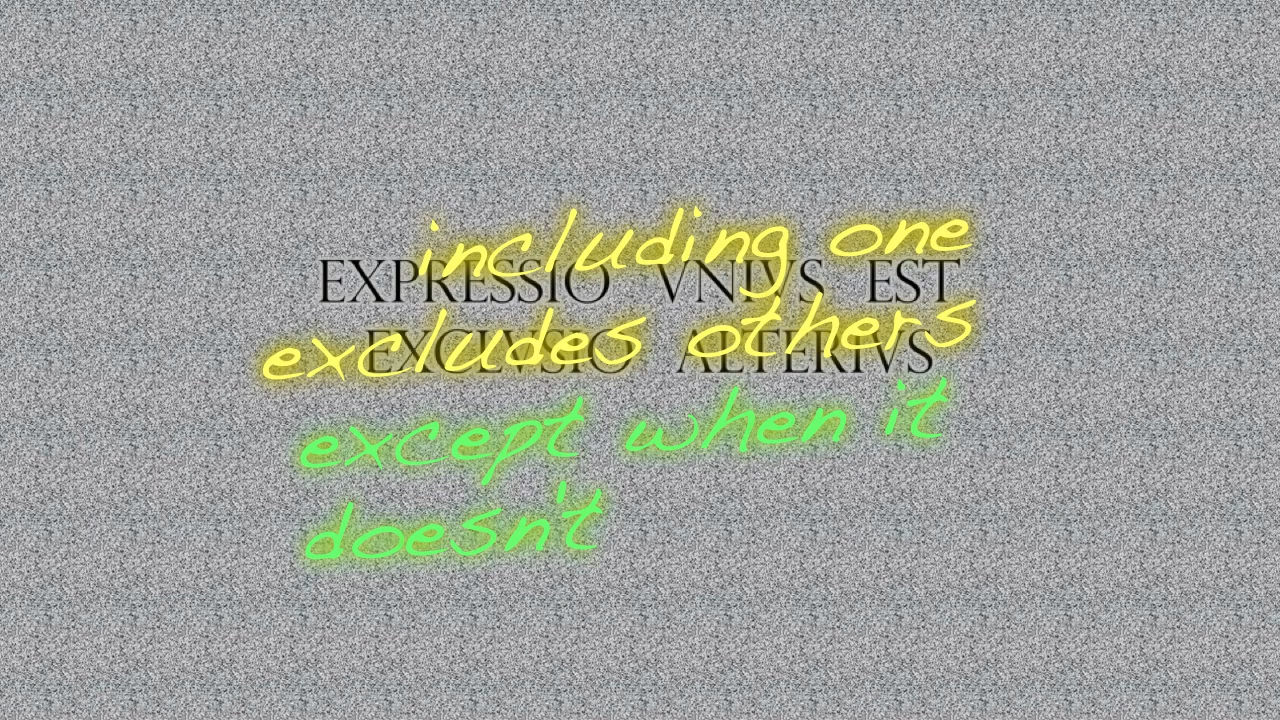 including one
EXPRESSIO VNIVS EST
excludes others
EXCLVSIO ALTERIVS
except when it
doesn't